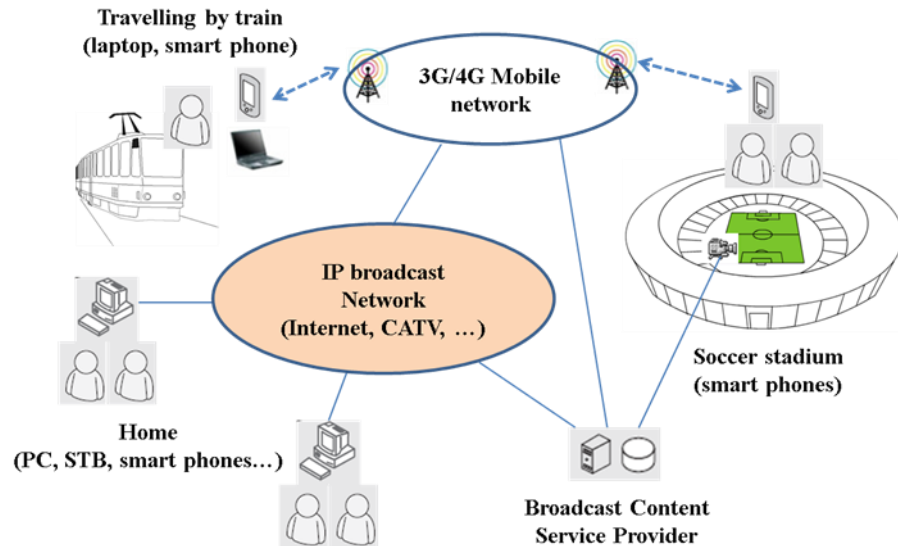 Travelling by train
(laptop, smart phone)
3G/4G Mobile
network
IP broadcast
Network
(Internet, CATV, …)
Soccer stadium
(smart phones)
Home
(PC, STB, smart phones…)
Broadcast Content
Service Provider